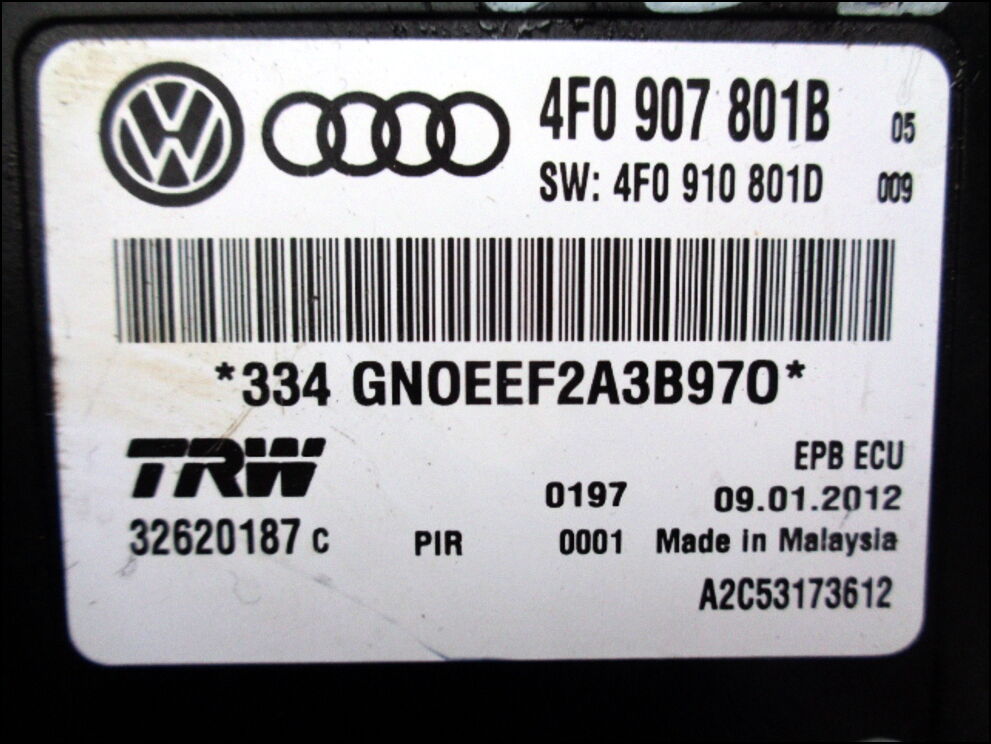 4F0 907 801B 05
SW: 4F0 910 801D 009
*334 GN0EEF2A3B970*
TRW
EPB ECU
0197 09.01.2012
32620187 C PIR 0001 Made in Malaysia
A2C53173612